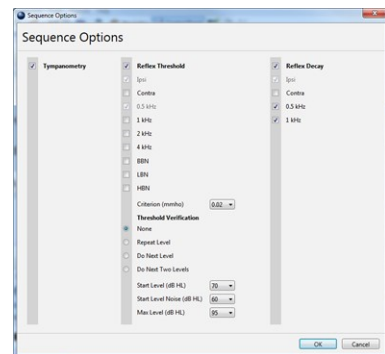 Sequence Options
Sequence Options
Tympanometry
Reflex Threshold
Ipsi
Contra
0.5 kHz
1 kHz
2 kHz
4 kHz
BBN
LBN
HBN
Criterion (mmho) 0.02
Threshold Verification
None
Repeat Level
Do Next Level
Do Next Two Levels
Start Level (dB HL) 70
Start Level Noise (dB HL) 60
Max Level (dB HL) 95
Reflex Decay
Ipsi
Contra
0.5 kHz
1 kHz
OK Cancel